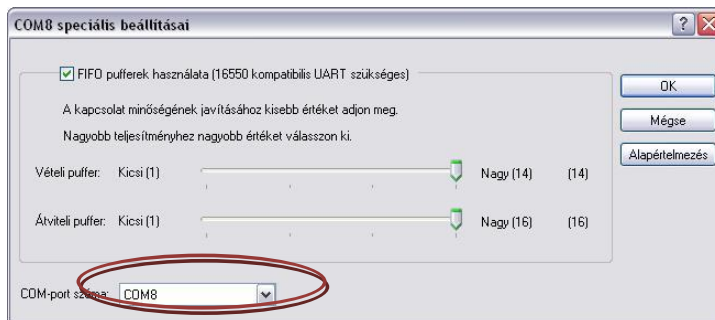 COM8 speciális beállításai
FIFO pufferek használata (16550 kompatibilis UART szükséges)
A kapcsolat minőségének javításához kisebb értéket adjon meg.
Nagyobb teljesítményhez nagyobb értéket válasszon ki.
Vételi puffer: Kicsi (1) Nagy (14) (14)
Átviteli puffer: Kicsi (1) Nagy (16) (16)
COM-port száma: COM8
OK
Mégse
Alapértelmezés